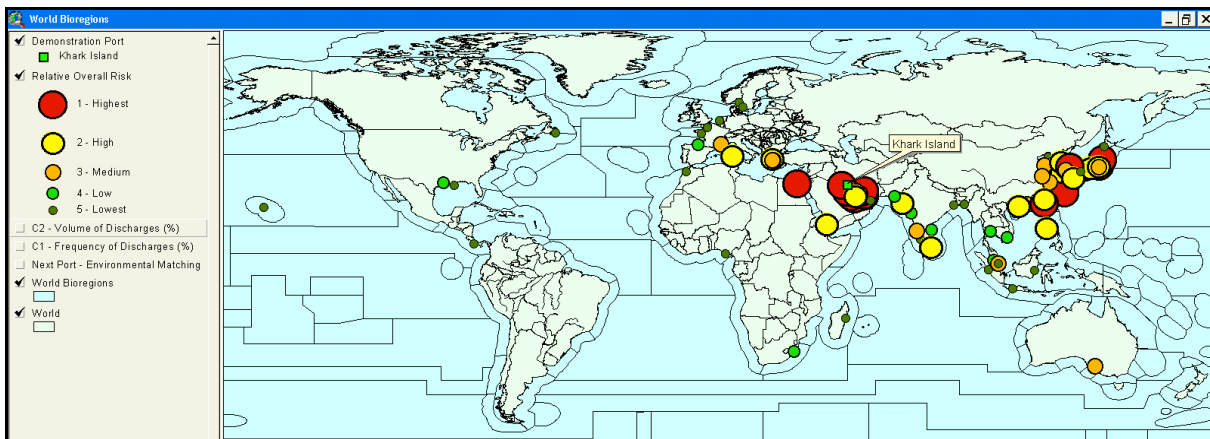 World Bioregions
Demonstration Port
Khark Island
Relative Overall Risk
1 - Highest
2 - High
3 - Medium
4 - Low
5 - Lowest
C2 - Volume of Discharges (%)
C1 - Frequency of Discharges (%)
Next Port - Environmental Matching
World Bioregions
World
Khark Island